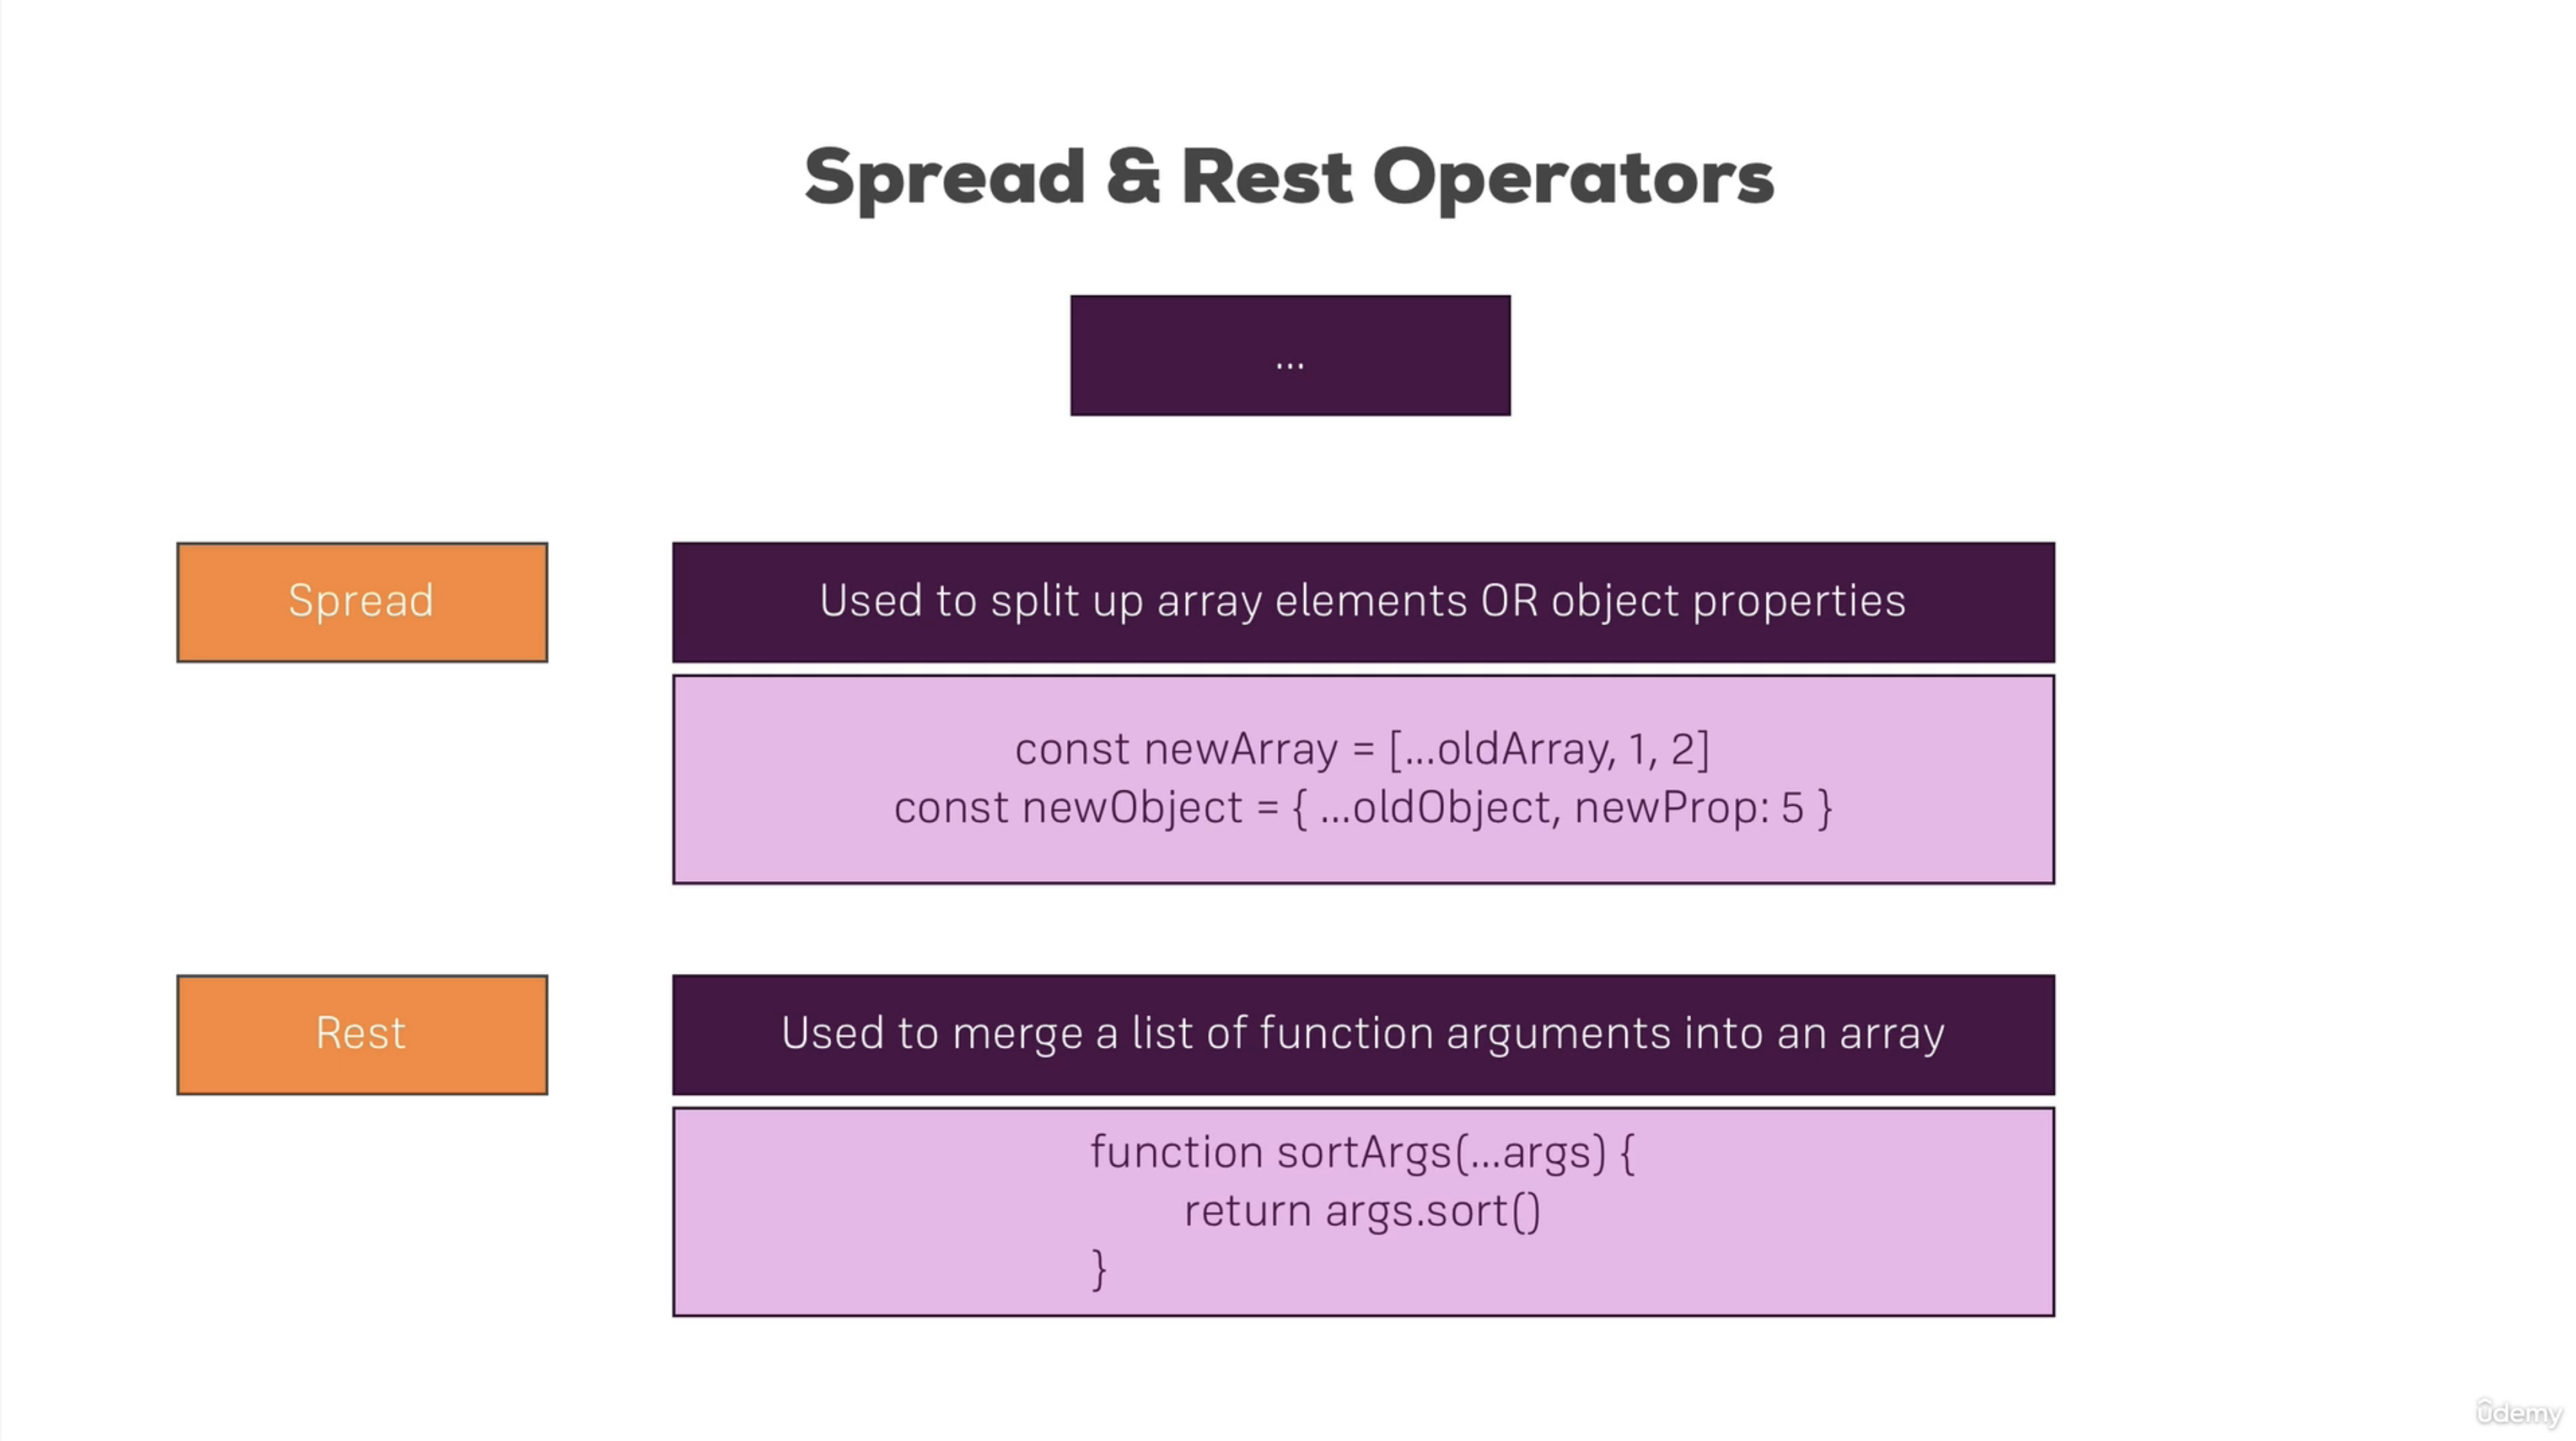 Spread & Rest Operators
...
Spread
Used to split up array elements OR object properties
const newArray = [...oldArray, 1, 2]
const newObject = { ...oldObject, newProp: 5 }
Rest
Used to merge a list of function arguments into an array
function sortArgs(...args) {
return args.sort()
}
ûdemy